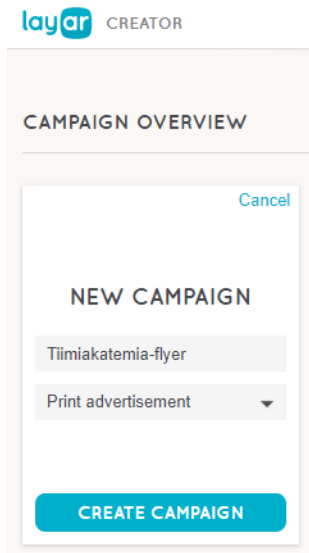 layar CREATOR
CAMPAIGN OVERVIEW
Cancel
NEW CAMPAIGN
Tiimiakatemia-flyer
Print advertisement
CREATE CAMPAIGN